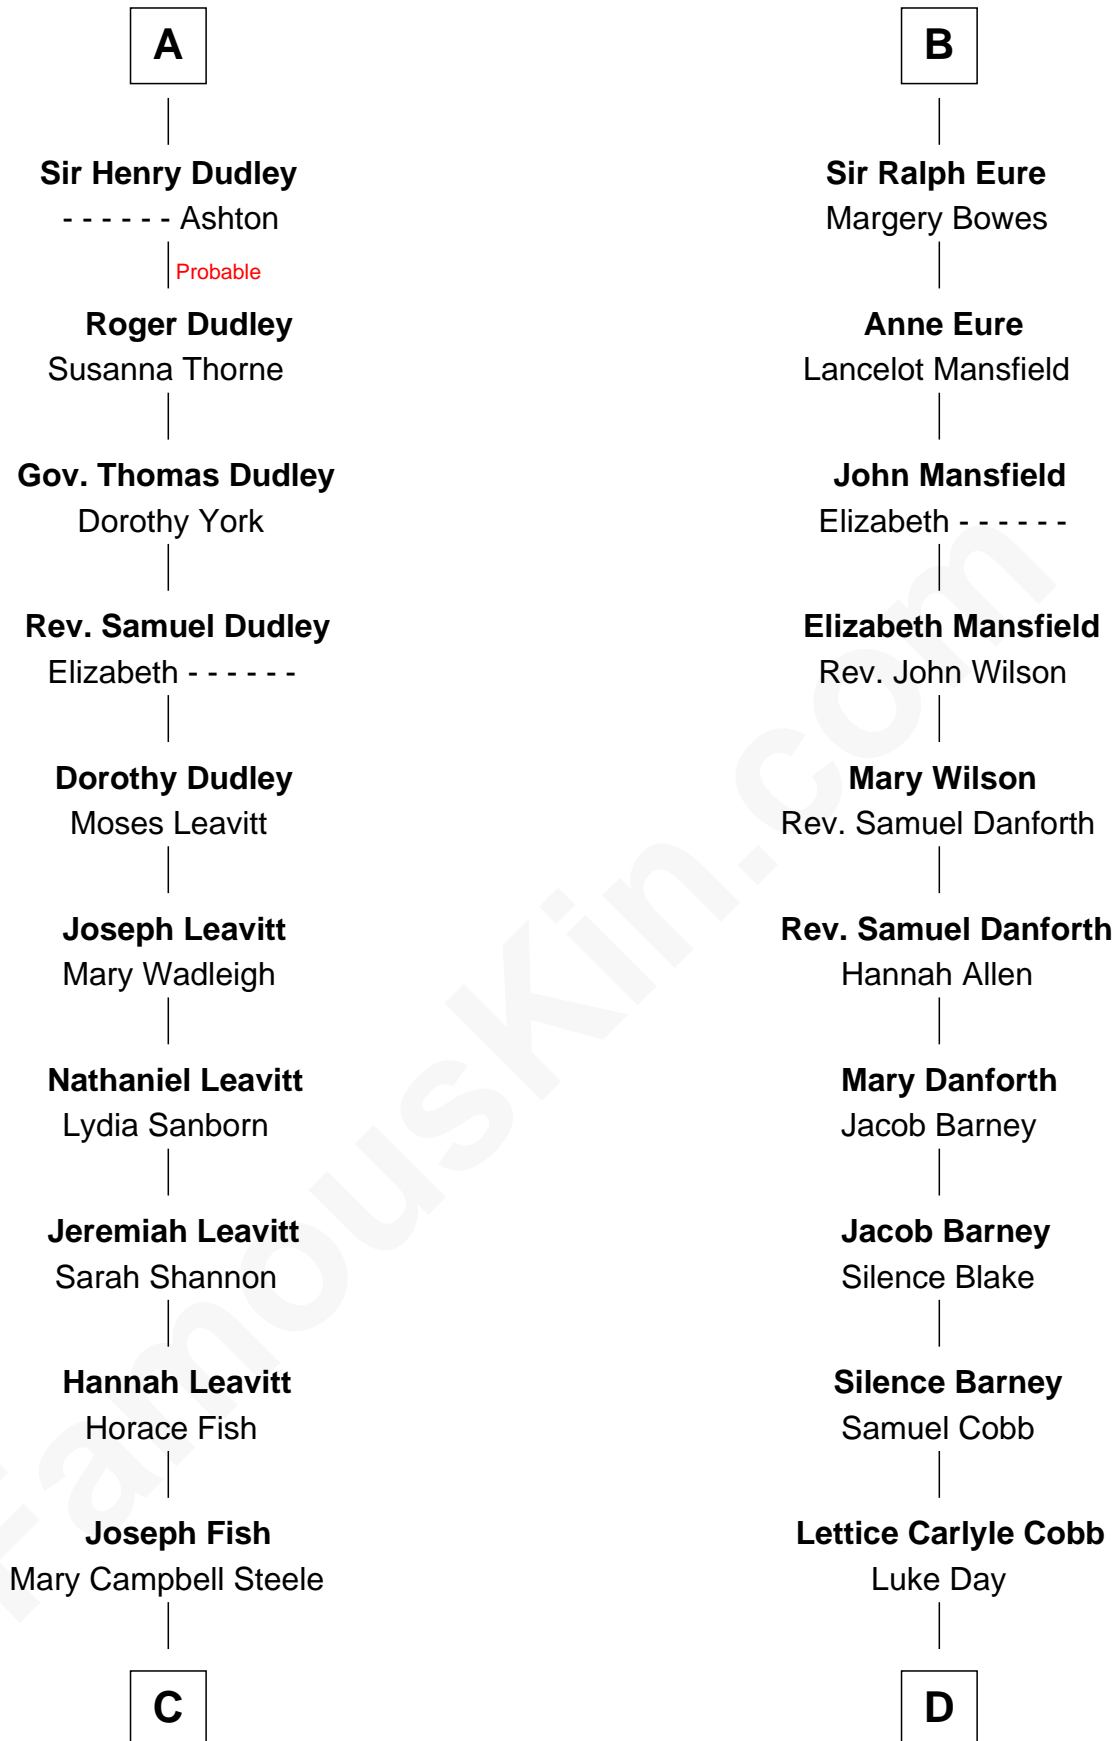 A
Sir Henry Dudley
- - - - - - Ashton
Probable
Roger Dudley
Susanna Thorne
Gov. Thomas Dudley
Dorothy York
Rev. Samuel Dudley
Elizabeth - - - - - -
Dorothy Dudley
Moses Leavitt
Joseph Leavitt
Mary Wadleigh
Nathaniel Leavitt
Lydia Sanborn
Jeremiah Leavitt
Sarah Shannon
Hannah Leavitt
Horace Fish
Joseph Fish
Mary Campbell Steele
C
B
Sir Ralph Eure
Margery Bowes
Anne Eure
Lancelot Mansfield
John Mansfield
Elizabeth - - - - - -
Elizabeth Mansfield
Rev. John Wilson
Mary Wilson
Rev. Samuel Danforth
Rev. Samuel Danforth
Hannah Allen
Mary Danforth
Jacob Barney
Jacob Barney
Silence Blake
Silence Barney
Samuel Cobb
Lettice Carlyle Cobb
Luke Day
D
FamousKin.com